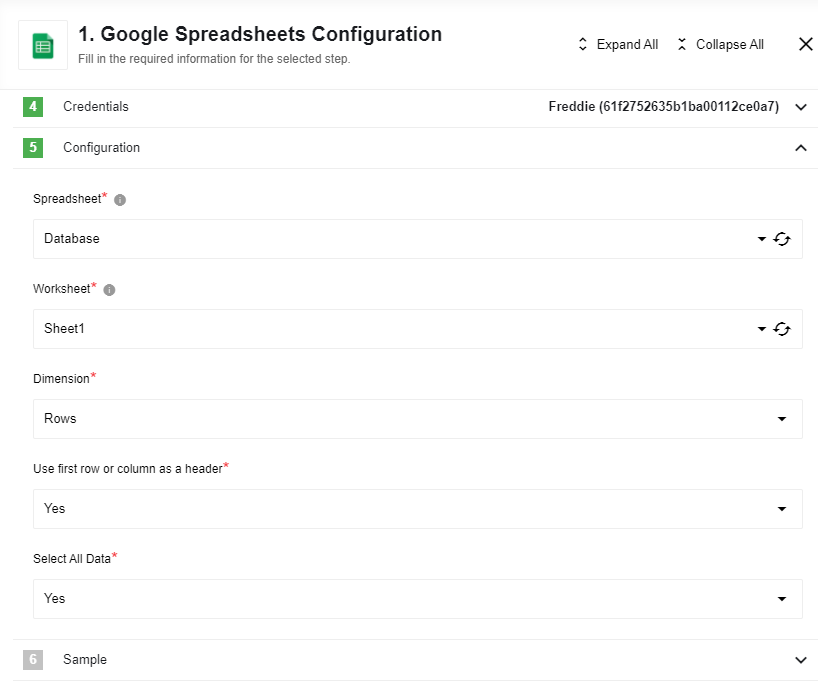 1. Google Spreadsheets Configuration
Fill in the required information for the selected step.
Expand All
Collapse All
4 Credentials Freddie (61f2752635b1ba00112ce0a7)
5 Configuration
Spreadsheet*
Database
Worksheet*
Sheet1
Dimension*
Rows
Use first row or column as a header*
Yes
Select All Data*
Yes
6 Sample